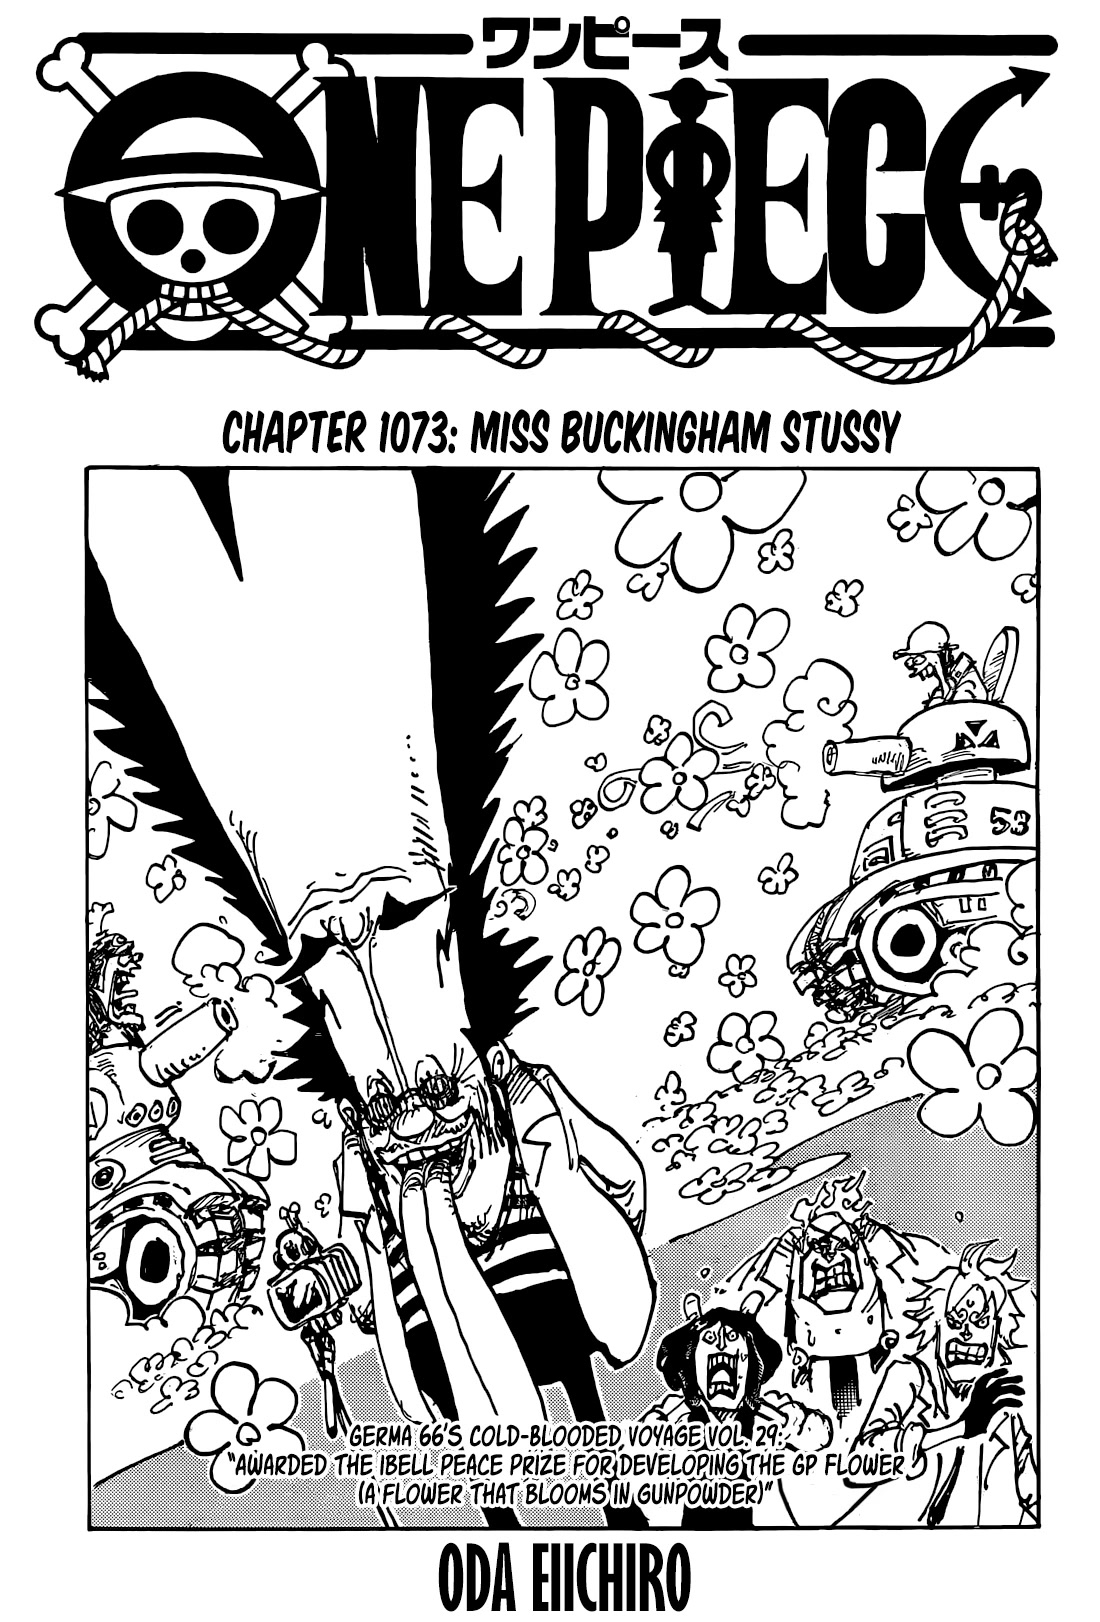 ワンピース
ONE PIECE
CHAPTER 1073: MISS BUCKINGHAM STUSSY
53
GERMA 66'S COLD-BLOODED VOYAGE VOL. 29:
"AWARDED THE IBELL PEACE PRIZE FOR DEVELOPING THE GP FLOWER
(A FLOWER THAT BLOOMS IN GUNPOWDER)"
ODA EIICHIRO